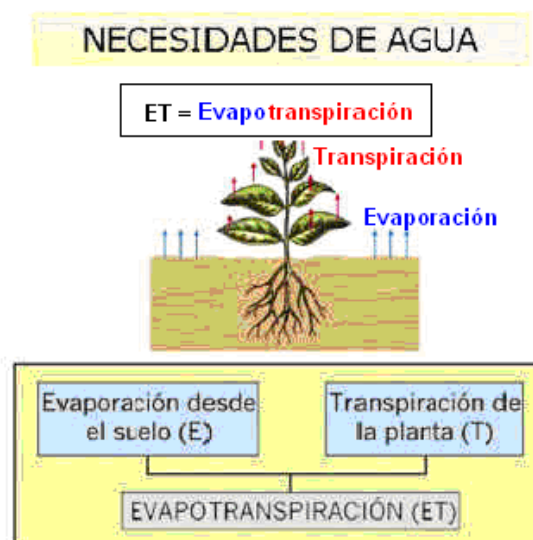 NECESIDADES DE AGUA
ET = Evapotranspiración
Transpiración
Evaporación
Evaporación desde
el suelo (E)
Transpiración de
la planta (T)
EVAPOTRANSPIRACIÓN (ET)